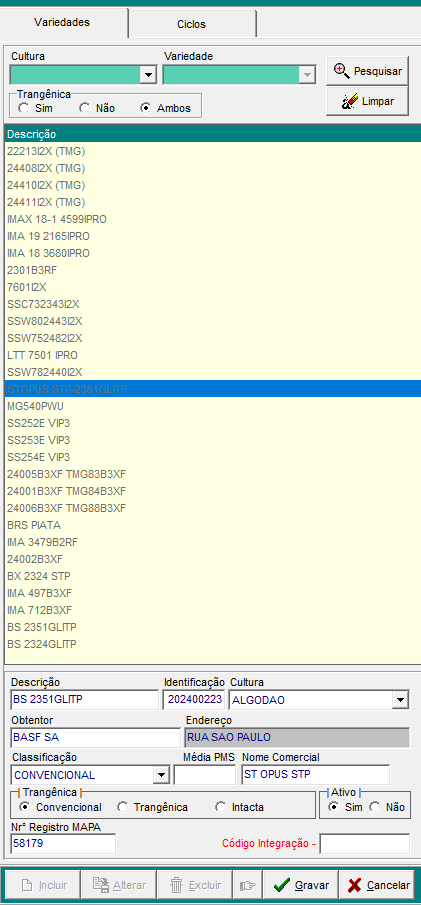 Variedades Ciclos
Cultura Variedade
Pesquisar
Trangênica
Sim Não Ambos Limpar
Descrição
22213I2X (TMG)
24408I2X (TMG)
24410I2X (TMG)
24411I2X (TMG)
IMAX 18-1 4599IPRO
IMA 19 2165IPRO
IMA 18 3680IPRO
2301B3RF
7601I2X
SSC732343I2X
SSW802443I2X
SSW752482I2X
LTT 7501 IPRO
SSW782440I2X
STOPUS STP-2351GLITP
MG540PWU
SS252E VIP3
SS253E VIP3
SS254E VIP3
24005B3XF TMG83B3XF
24001B3XF TMG84B3XF
24006B3XF TMG88B3XF
BRS PIATA
IMA 3479B2RF
24002B3XF
BX 2324 STP
IMA 497B3XF
IMA 712B3XF
BS 2351GLITP
BS 2324GLITP
Descrição Identificação Cultura
BS 2351GLITP 202400223 ALGODAO
Obtentor Endereço
BASF SA RUA SAO PAULO
Classificação Média PMS Nome Comercial
CONVENCIONAL ST OPUS STP
Trangênica Ativo
Convencional Trangênica Intacta Sim Não
Nr° Registro MAPA
58179 Código Integração -
Incluir Alterar Excluir Gravar Cancelar